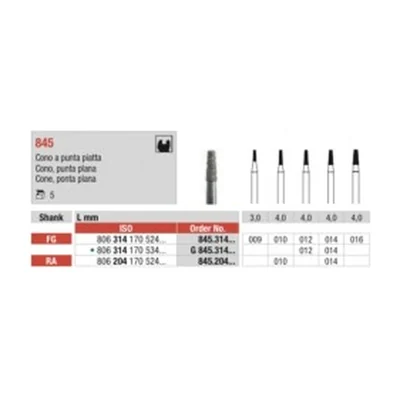 845
Cono a punta piatta
Cono, punta plana
Cone, ponta plana
5
Shank L mm 3,0 4,0 4,0 4,0 4,0
ISO Order No.
FG 806 314 170 524... 845.314... 009 010 012 014 016
• 806 314 170 534... G 845.314... 012 014
RA 806 204 170 524... 845.204... 010 014